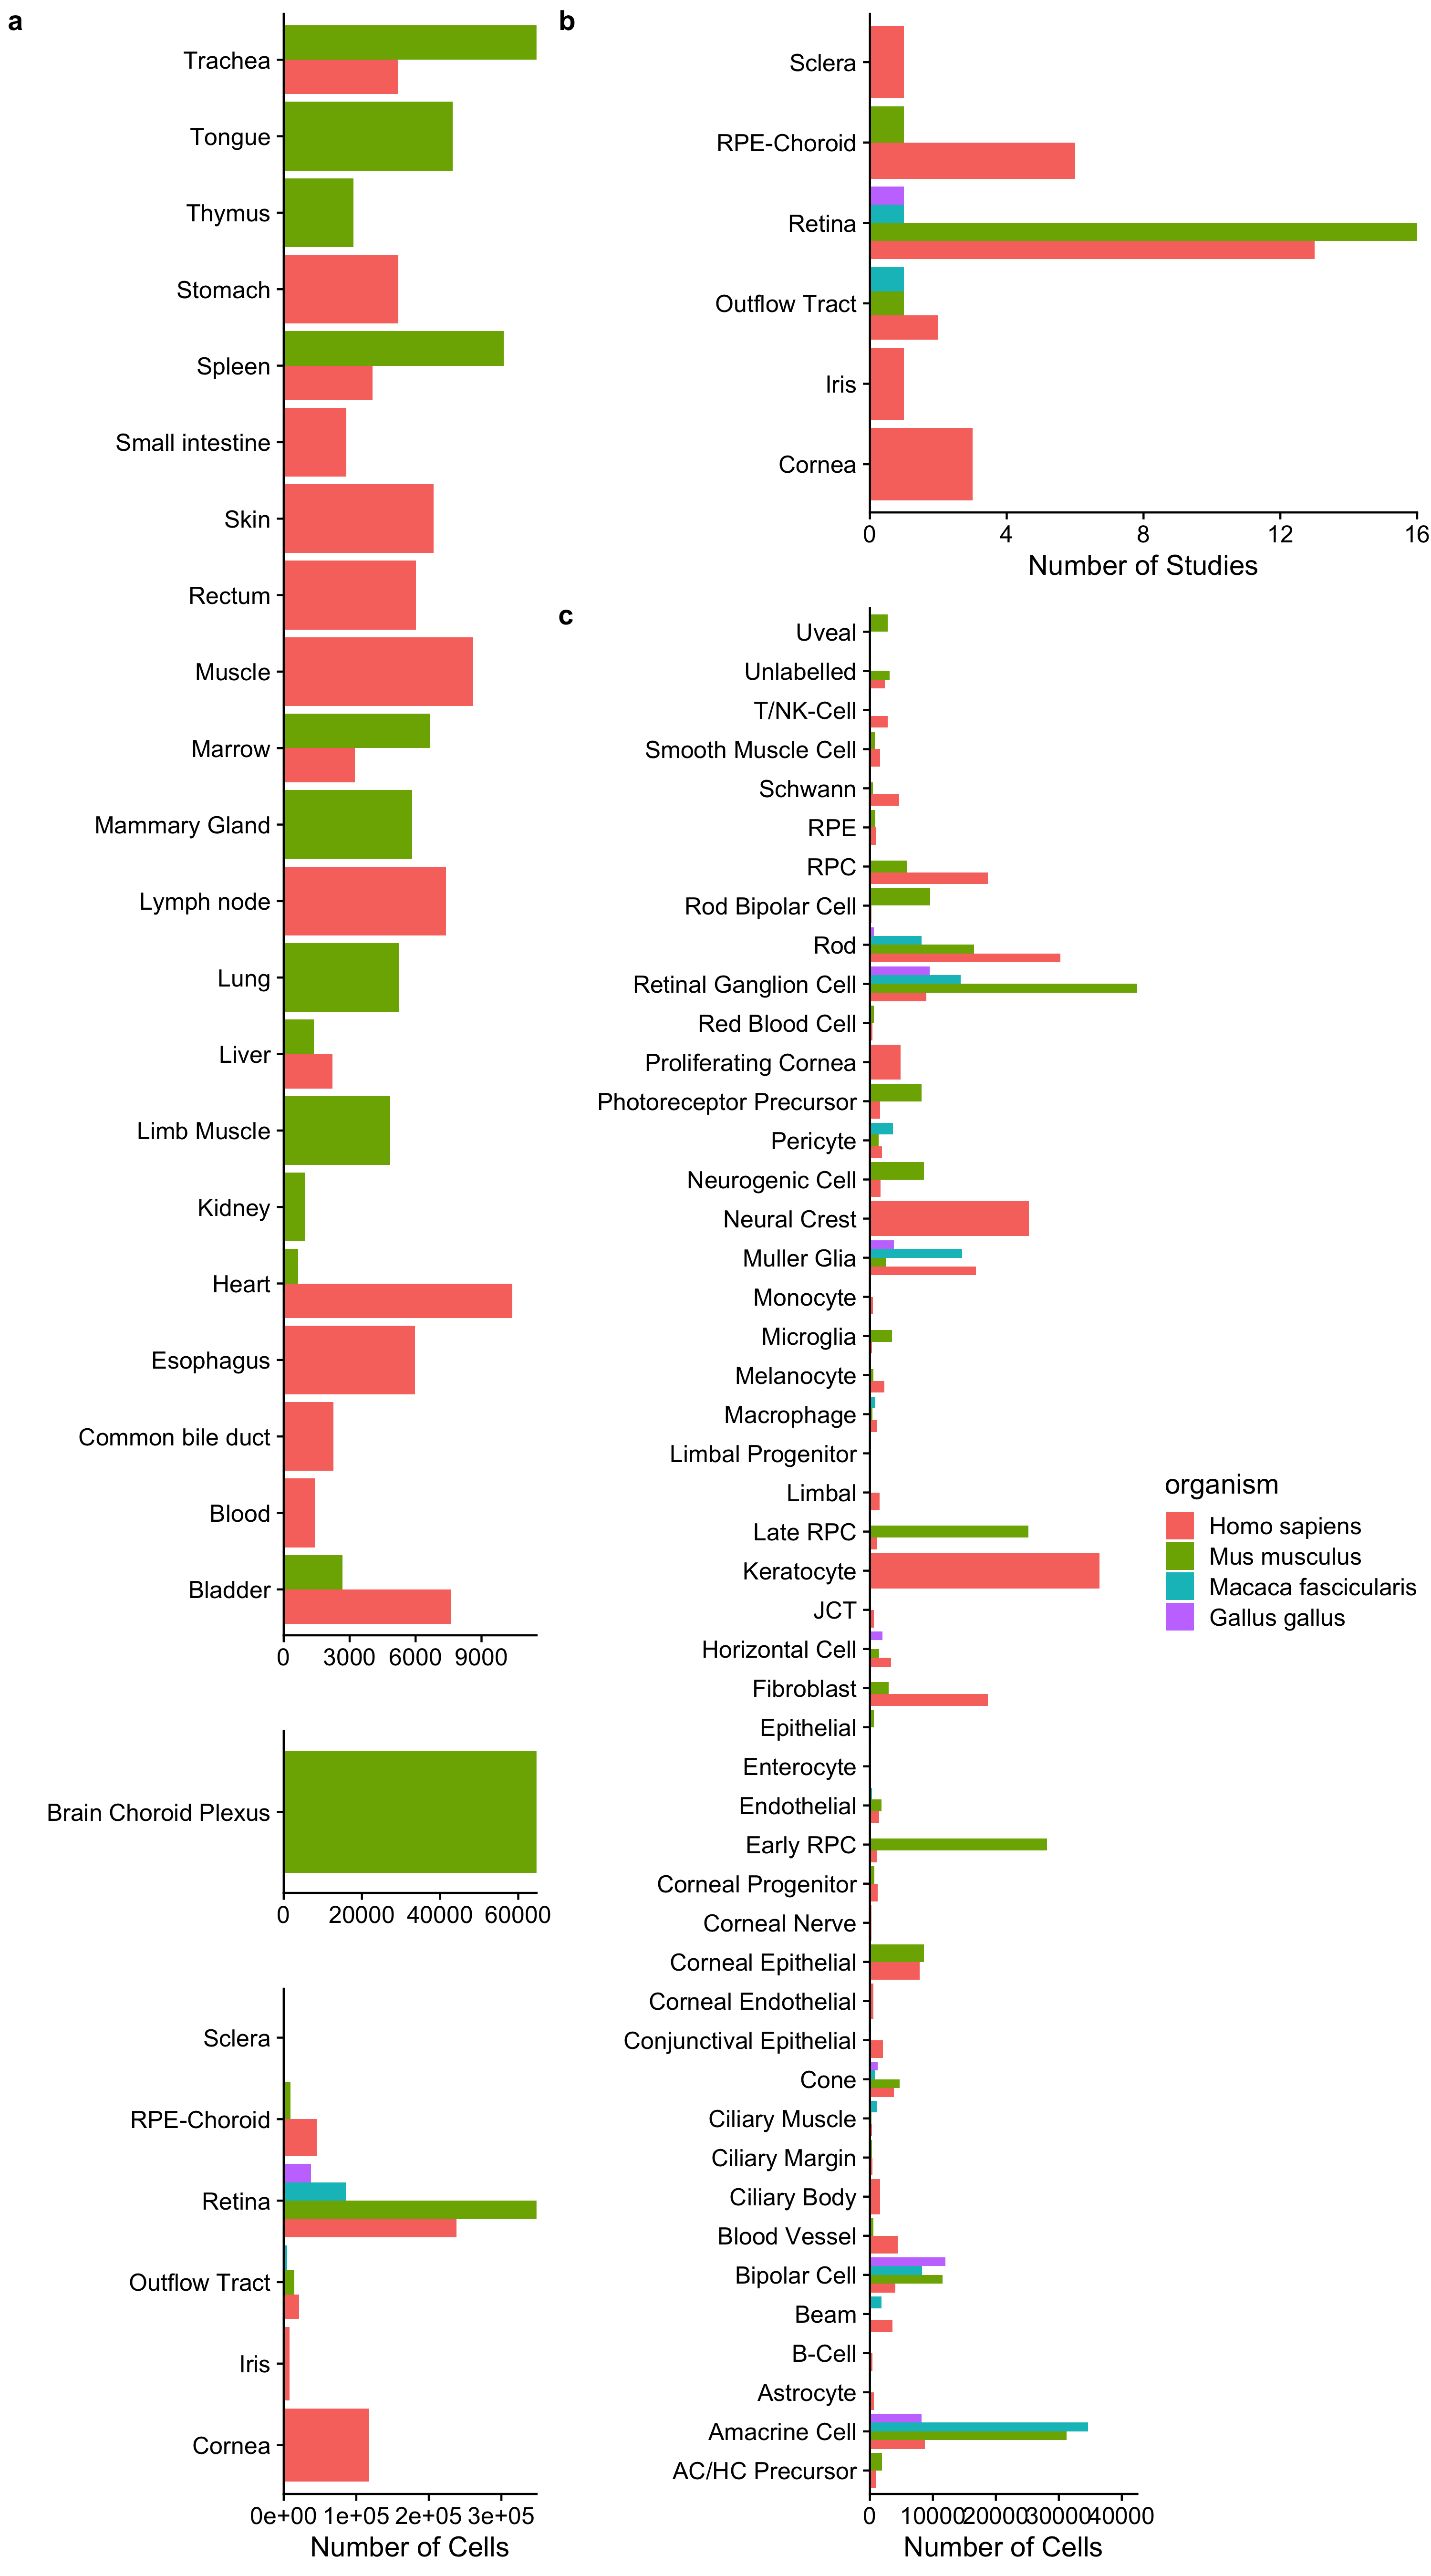 a
Trachea
Tongue
Thymus
Stomach
Spleen
Small intestine
Skin
Rectum
Muscle
Marrow
Mammary Gland
Lymph node
Lung
Liver
Limb Muscle
Kidney
Heart
Esophagus
Common bile duct
Blood
Bladder
0 3000 6000 9000
Brain Choroid Plexus
0 20000 40000 60000
Sclera
RPE-Choroid
Retina
Outflow Tract
Iris
Cornea
0e+00 1e+05 2e+05 3e+05
Number of Cells
b
Sclera
RPE-Choroid
Retina
Outflow Tract
Iris
Cornea
0 4 8 12 16
Number of Studies
c
Uveal
Unlabelled
T/NK-Cell
Smooth Muscle Cell
Schwann
RPE
RPC
Rod Bipolar Cell
Rod
Retinal Ganglion Cell
Red Blood Cell
Proliferating Cornea
Photoreceptor Precursor
Pericyte
Neurogenic Cell
Neural Crest
Muller Glia
Monocyte
Microglia
Melanocyte
Macrophage
Limbal Progenitor
Limbal
Late RPC
Keratocyte
JCT
Horizontal Cell
Fibroblast
Epithelial
Enterocyte
Endothelial
Early RPC
Corneal Progenitor
Corneal Nerve
Corneal Epithelial
Corneal Endothelial
Conjunctival Epithelial
Cone
Ciliary Muscle
Ciliary Margin
Ciliary Body
Blood Vessel
Bipolar Cell
Beam
B-Cell
Astrocyte
Amacrine Cell
AC/HC Precursor
0 10000 20000 30000 40000
Number of Cells
organism
Homo sapiens
Mus musculus
Macaca fascicularis
Gallus gallus